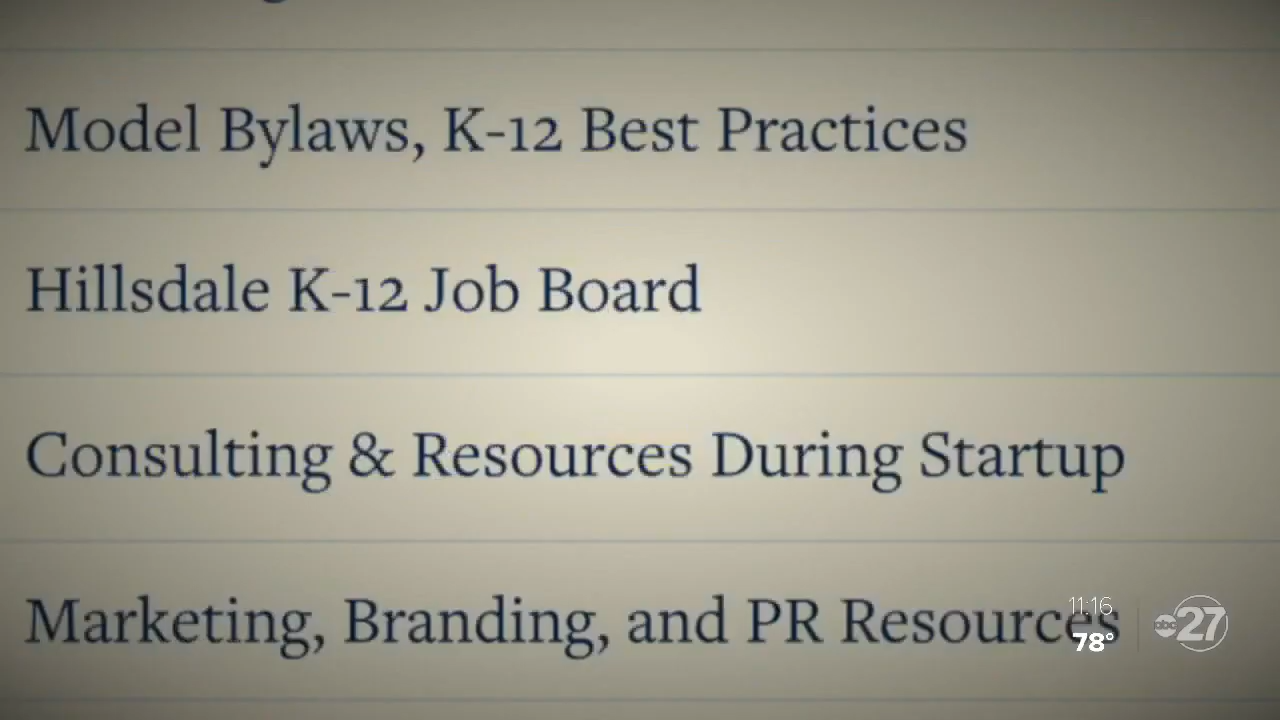 Model Bylaws, K-12 Best Practices
Hillsdale K-12 Job Board
Consulting & Resources During Startup
Marketing, Branding, and PR Resources
11:16
78°
abc 27